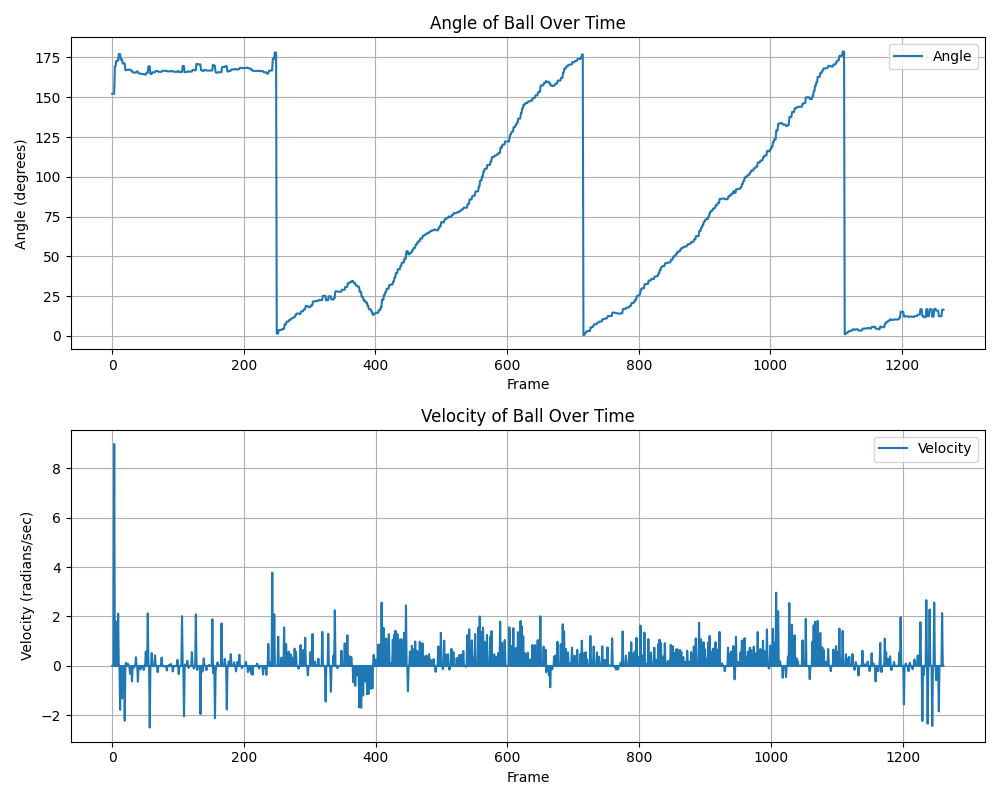 Angle of Ball Over Time
Angle (degrees)
175
150
125
100
75
50
25
0
Angle
0 200 400 600 800 1000 1200
Frame
Velocity of Ball Over Time
Velocity (radians/sec)
8
6
4
2
0
−2
Velocity
0 200 400 600 800 1000 1200
Frame